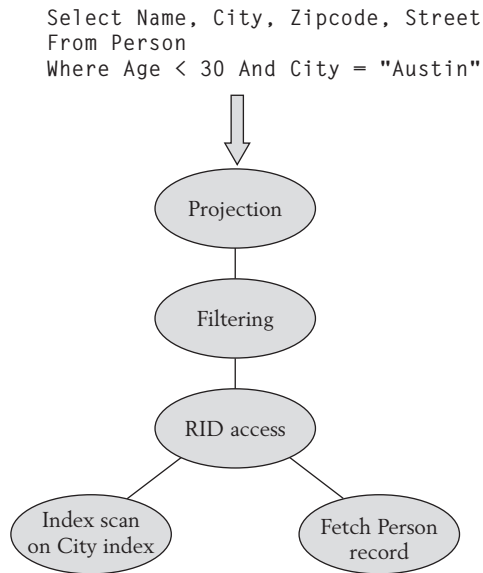 Select Name, City, Zipcode, Street
From Person
Where Age < 30 And City = "Austin"
Projection
Filtering
RID access
Index scan
on City index
Fetch Person
record